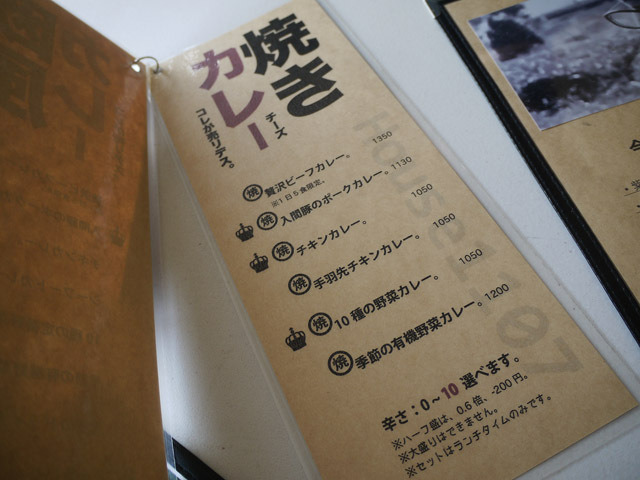 焼き
カレー
チーズ
コレが売リデス。
焼 贅沢ビーフカレー。 1350
※1日5食限定。
焼 入間豚のポークカレー。 1130
焼 チキンカレー。 1050
焼 手羽先チキンカレー。 1050
焼 10種の野菜カレー。 1050
焼 季節の有機野菜カレー。 1200
辛さ：0～10 選べます。
※ハーフ盛は、0.6倍、-200円。
※大盛りはできません。
※セットはランチタイムのみです。
house1107